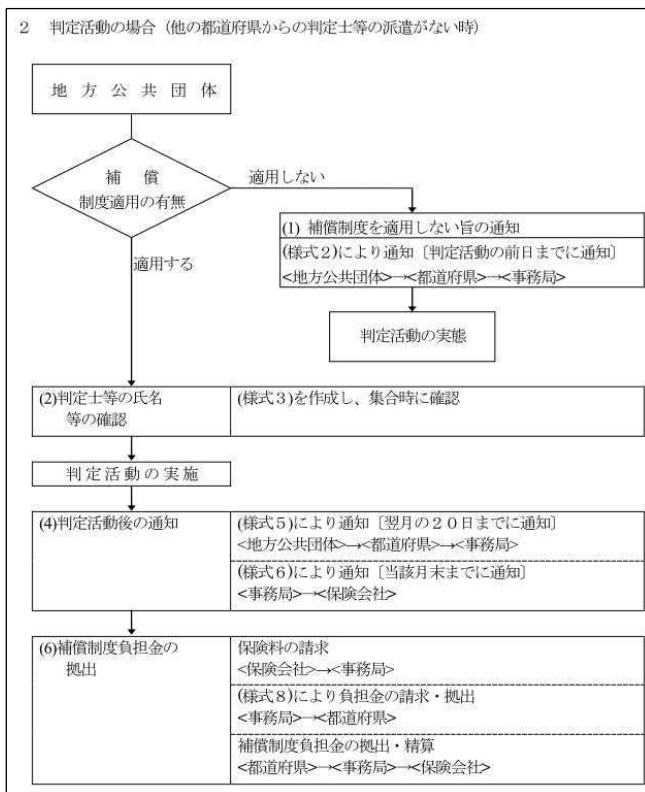 2 判定活動の場合（他の都道府県からの判定士等の派遣がない時）
地方公共団体
補償
制度適用の有無
適用しない
(1) 補償制度を適用しない旨の通知
(様式２)により通知〔判定活動の前日までに通知〕
<地方公共団体>→<都道府県>→<事務局>
適用する
判定活動の実態
(2)判定士等の氏名
等の確認
(様式３)を作成し、集合時に確認
判定活動の実施
(4)判定活動後の通知
(様式５)により通知〔翌月の２０日までに通知〕
<地方公共団体>→<都道府県>→<事務局>
(様式６)により通知〔当該月末までに通知〕
<事務局>→<保険会社>
(6)補償制度負担金の
拠出
保険料の請求
<保険会社>→<事務局>
(様式８)により負担金の請求・拠出
<事務局>→<都道府県>
補償制度負担金の拠出・精算
<都道府県>→<事務局>→<保険会社>